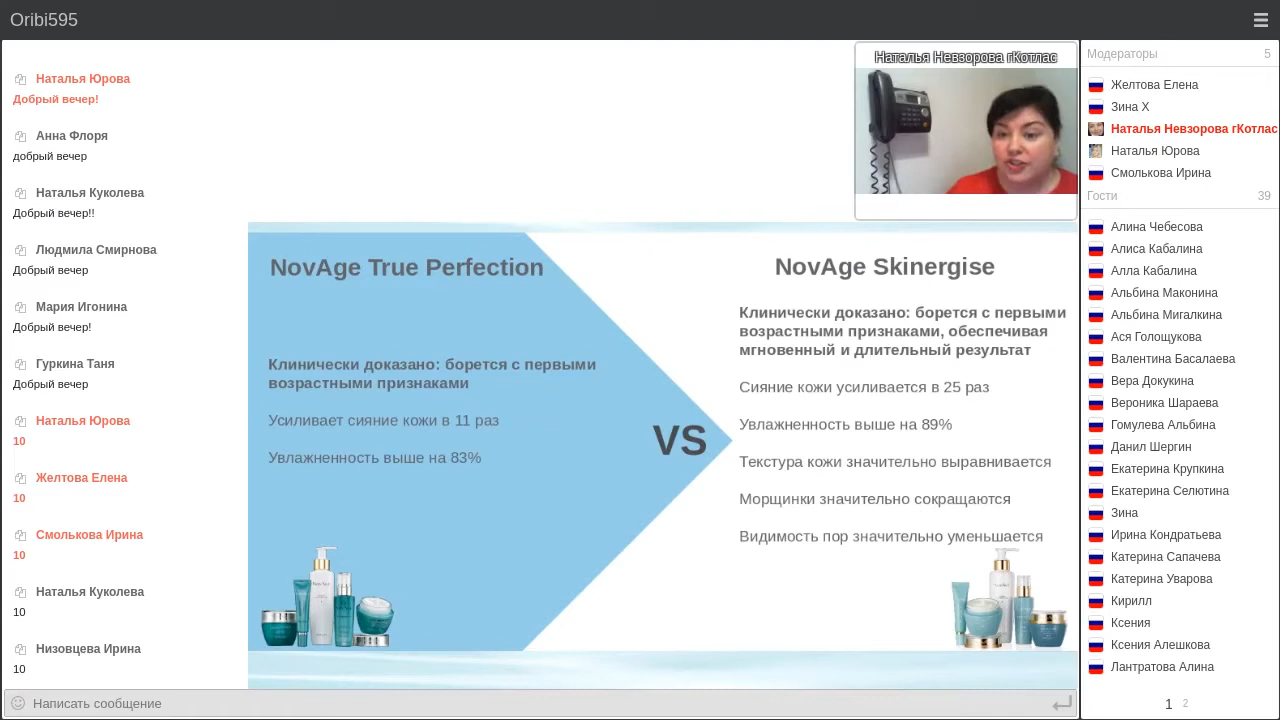 Oribi595
Наталья Юрова
Добрый вечер!
Анна Флоря
добрый вечер
Наталья Куколева
Добрый вечер!!
Людмила Смирнова
Добрый вечер
Мария Игонина
Добрый вечер!
Гуркина Таня
Добрый вечер
Наталья Юрова
10
Желтова Елена
10
Смолькова Ирина
10
Наталья Куколева
10
Низовцева Ирина
10
Написать сообщение
Наталья Невзорова гКотлас
NovAge True Perfection
Клинически доказано: борется с первыми
возрастными признаками
Усиливает сияние кожи в 11 раз
Увлажненность выше на 83%
VS
NovAge Skinergise
Клинически доказано: борется с первыми
возрастными признаками, обеспечивая
мгновенный и длительный результат
Сияние кожи усиливается в 25 раз
Увлажненность выше на 89%
Текстура кожи значительно выравнивается
Морщинки значительно сокращаются
Видимость пор значительно уменьшается
Модераторы 5
Желтова Елена
Зина Х
Наталья Невзорова гКотлас
Наталья Юрова
Смолькова Ирина
Гости 39
Алина Чебесова
Алиса Кабалина
Алла Кабалина
Альбина Маконина
Альбина Мигалкина
Ася Голощукова
Валентина Басалаева
Вера Докукина
Вероника Шараева
Гомулева Альбина
Данил Шергин
Екатерина Крупкина
Екатерина Селютина
Зина
Ирина Кондратьева
Катерина Сапачева
Катерина Уварова
Кирилл
Ксения
Ксения Алешкова
Лантратова Алина
1 2